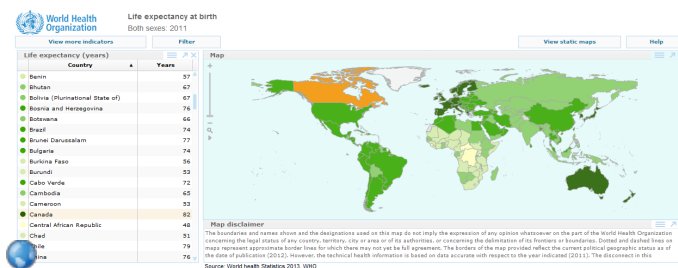 World Health
Organization
Life expectancy at birth
Both sexes: 2011
View more indicators
Filter
View static maps
Help
Life expectancy (years)
Country
Years
Benin 57
Bhutan 67
Bolivia (Plurinational State of) 67
Bosnia and Herzegovina 76
Botswana 66
Brazil 74
Brunei Darussalam 77
Bulgaria 74
Burkina Faso 56
Burundi 53
Cabo Verde 72
Cambodia 65
Cameroon 53
Canada 82
Central African Republic 48
Chad 51
hile 79
ina 76
Map
Map disclaimer
The boundaries and names shown and the designations used on this map do not imply the expression of any opinion whatsoever on the part of the World Health Organization
concerning the legal status of any country, territory, city or area or of its authorities, or concerning the delimitation of its frontiers or boundaries. Dotted and dashed lines on
maps represent approximate border lines for which there may not yet be full agreement. The borders of the map provided reflect the current political geographic status as of
the date of publication (2012). However, the technical health information is based on data accurate with respect to the year indicated (2011). The disconnect in this
Source: World health Statistics 2013, WHO